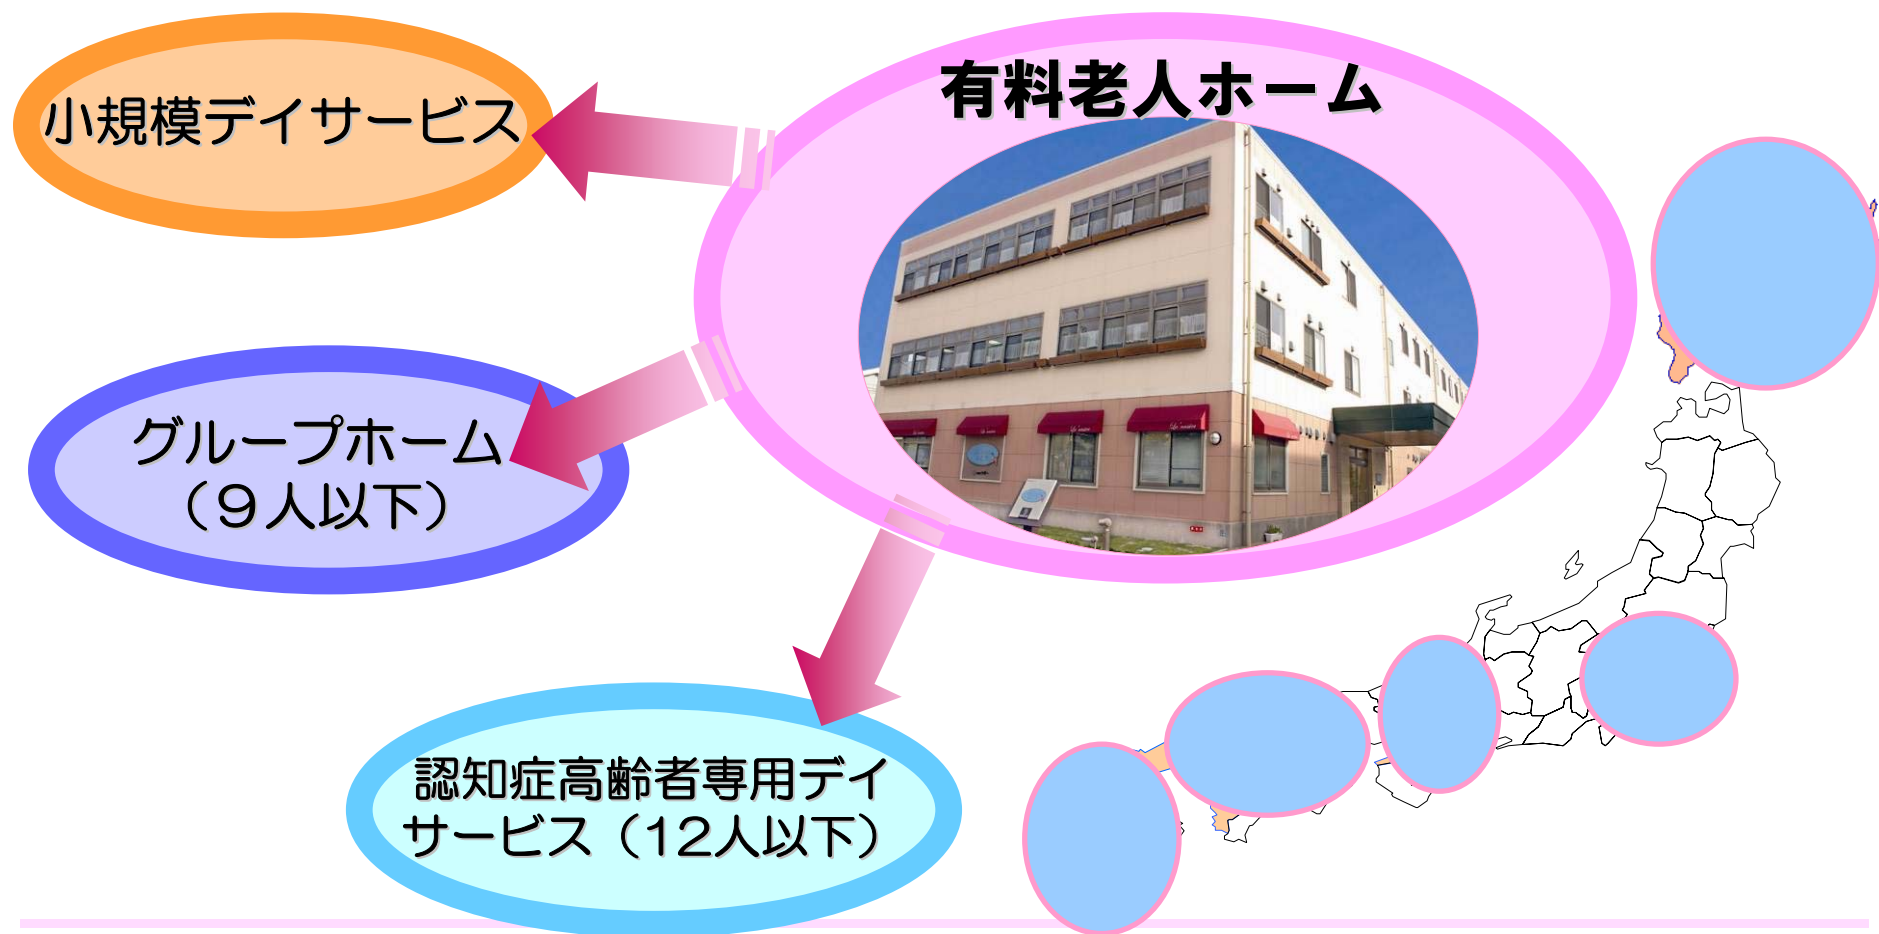 有料老人ホーム
小規模デイサービス
グループホーム
（９人以下）
認知症高齢者専用デイ
サービス（12人以下）